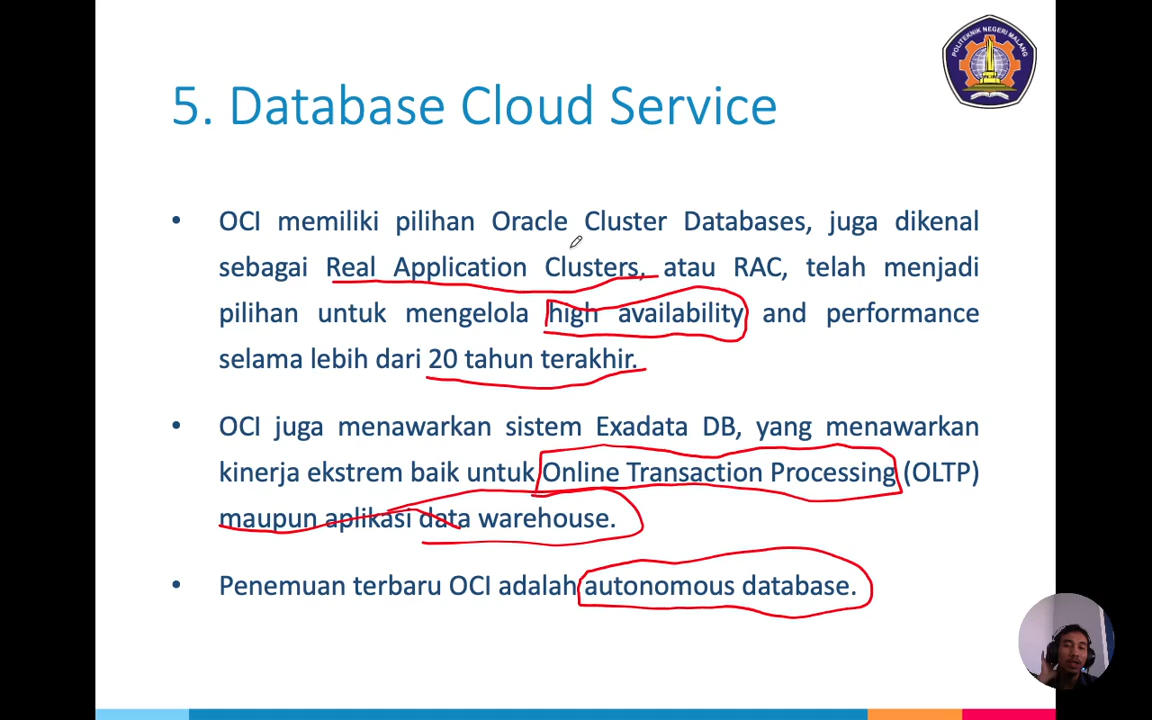 POLITEKNIK NEGERI MALANG
5. Database Cloud Service
• OCI memiliki pilihan Oracle Cluster Databases, juga dikenal
sebagai Real Application Clusters, atau RAC, telah menjadi
pilihan untuk mengelola high availability and performance
selama lebih dari 20 tahun terakhir.
• OCI juga menawarkan sistem Exadata DB, yang menawarkan
kinerja ekstrem baik untuk Online Transaction Processing (OLTP)
maupun aplikasi data warehouse.
• Penemuan terbaru OCI adalah autonomous database.